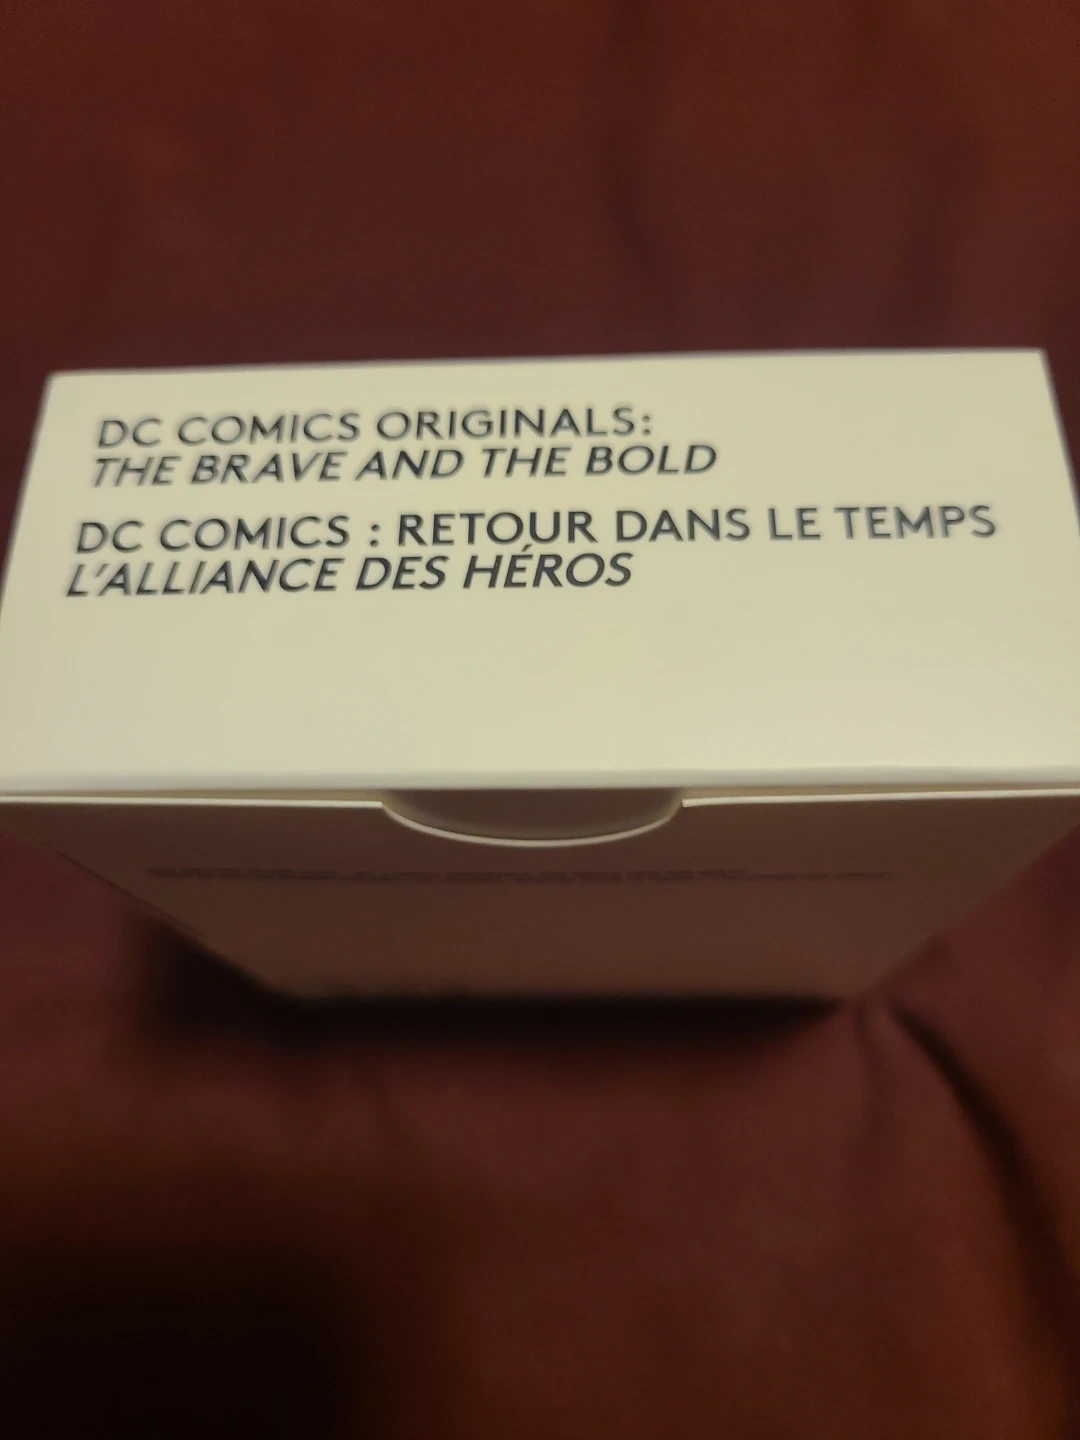 DC COMICS ORIGINALS:
THE BRAVE AND THE BOLD
DC COMICS : RETOUR DANS LE TEMPS
L'ALLIANCE DES HÉROS